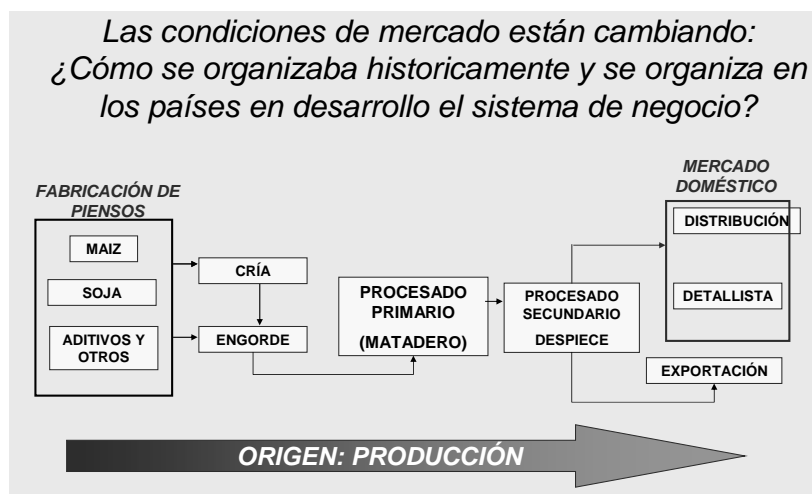 Las condiciones de mercado están cambiando:
¿Cómo se organizaba historicamente y se organiza en
los países en desarrollo el sistema de negocio?
FABRICACIÓN DE
PIENSOS
MAIZ
SOJA
ADITIVOS Y
OTROS
CRÍA
ENGORDE
PROCESADO
PRIMARIO
(MATADERO)
PROCESADO
SECUNDARIO
DESPIECE
MERCADO
DOMÉSTICO
DISTRIBUCIÓN
DETALLISTA
EXPORTACIÓN
ORIGEN: PRODUCCIÓN